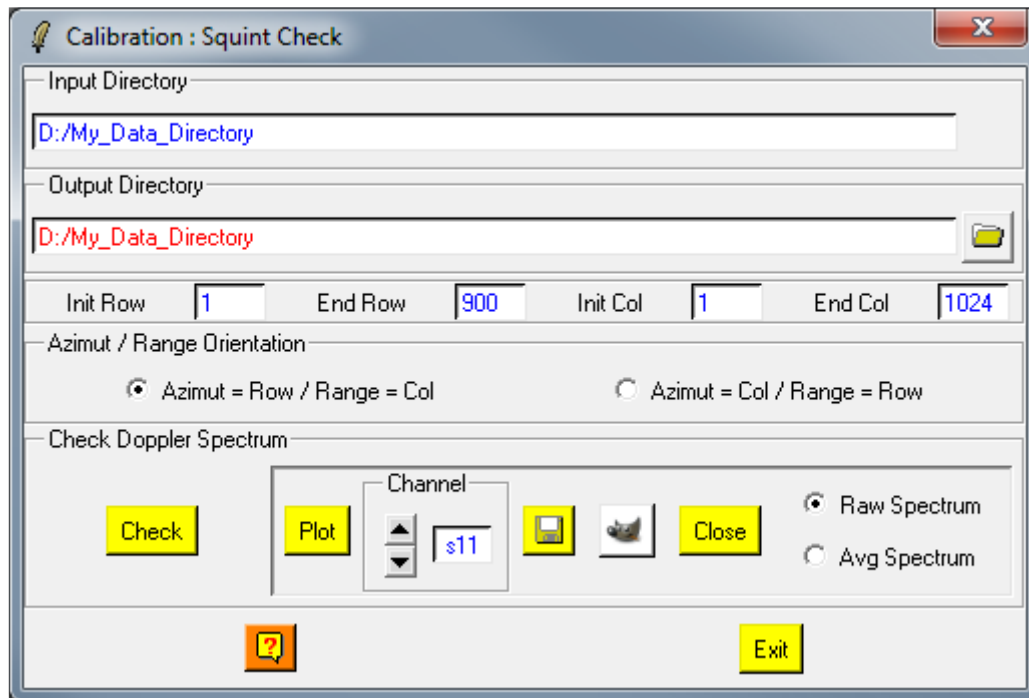 Calibration : Squint Check
Input Directory
D:/My_Data_Directory
Output Directory
D:/My_Data_Directory
Init Row 1 End Row 900 Init Col 1 End Col 1024
Azimut / Range Orientation
Azimut = Row / Range = Col Azimut = Col / Range = Row
Check Doppler Spectrum
Channel
Check Plot s11 Close Raw Spectrum
Avg Spectrum
? Exit